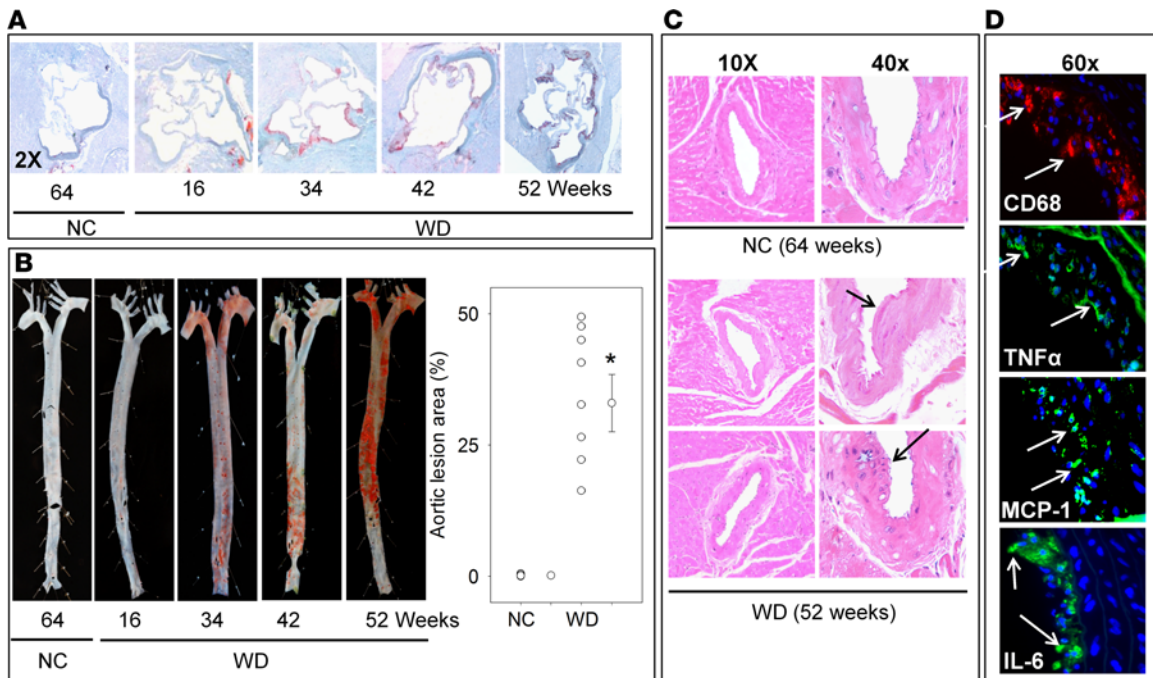 A
2X
64
16
34
42
52 Weeks
NC
WD
B
64
16
34
42
52 Weeks
NC
WD
Aortic lesion area (%)
50
25
0
*
NC
WD
C
10X
40x
NC (64 weeks)
WD (52 weeks)
D
60x
CD68
TNFα
MCP-1
IL-6